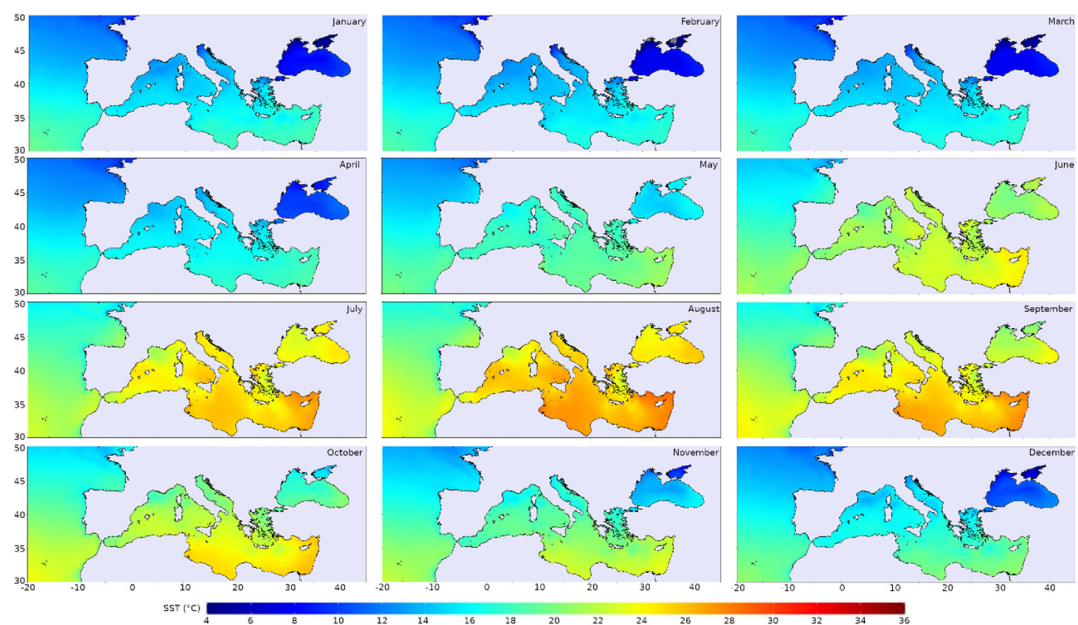 50 January February March
45
40
35
30
50 April May June
45
40
35
30
50 July August September
45
40
35
30
50 October November December
45
40
35
30
-20 -10 0 10 20 30 40 -20 -10 0 10 20 30 40 -20 -10 0 10 20 30 40
SST (°C)
4 6 8 10 12 14 16 18 20 22 24 26 28 30 32 34 36